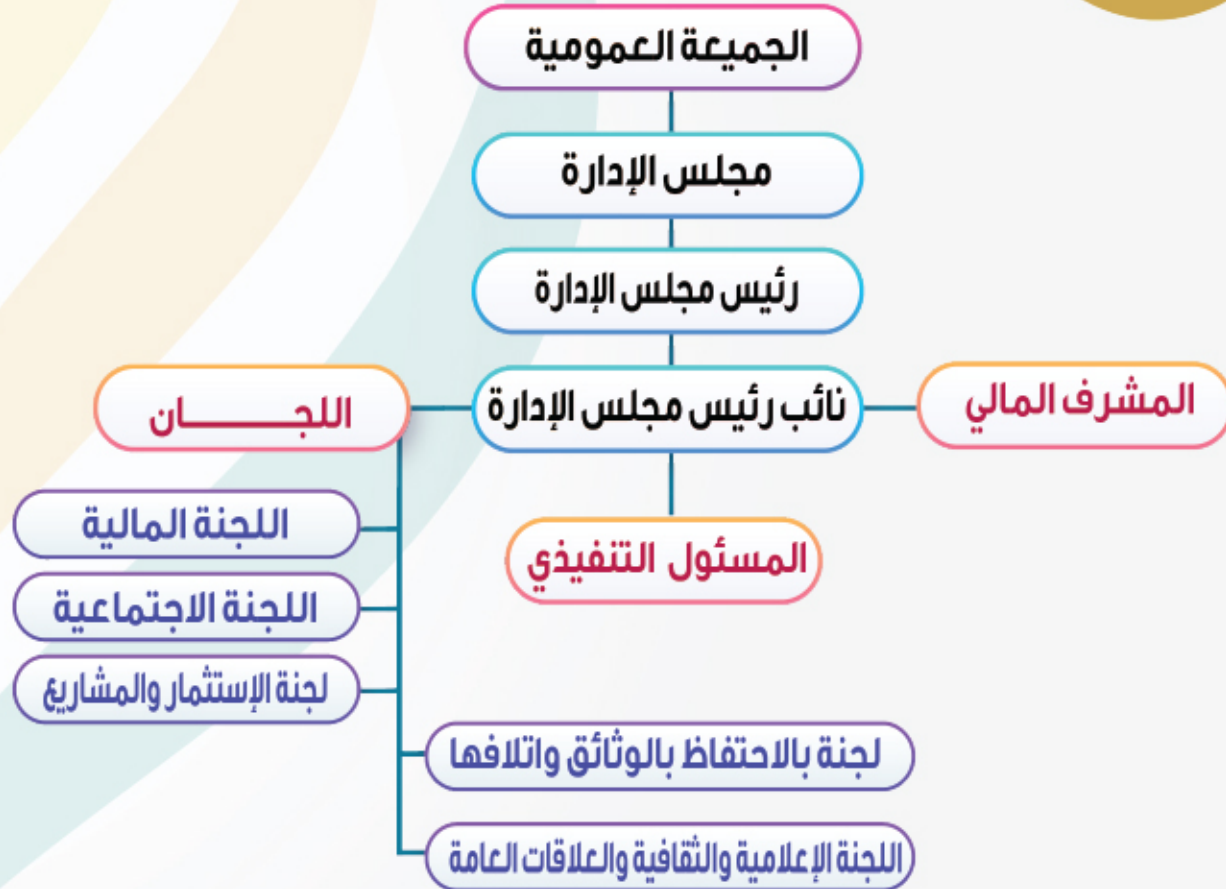 الجميعة العمومية
مجلس الإدارة
رئيس مجلس الإدارة
المشرف المالي
نائب رئيس مجلس الإدارة
اللجـــــــان
المسئول التنفيذي
اللجنة المالية
اللجنة الاجتماعية
لجنة الإستثمار والمشاريع
لجنة بالاحتفاظ بالوثائق واتلافها
اللجنة الإعلامية والثقافية والعلاقات العامة